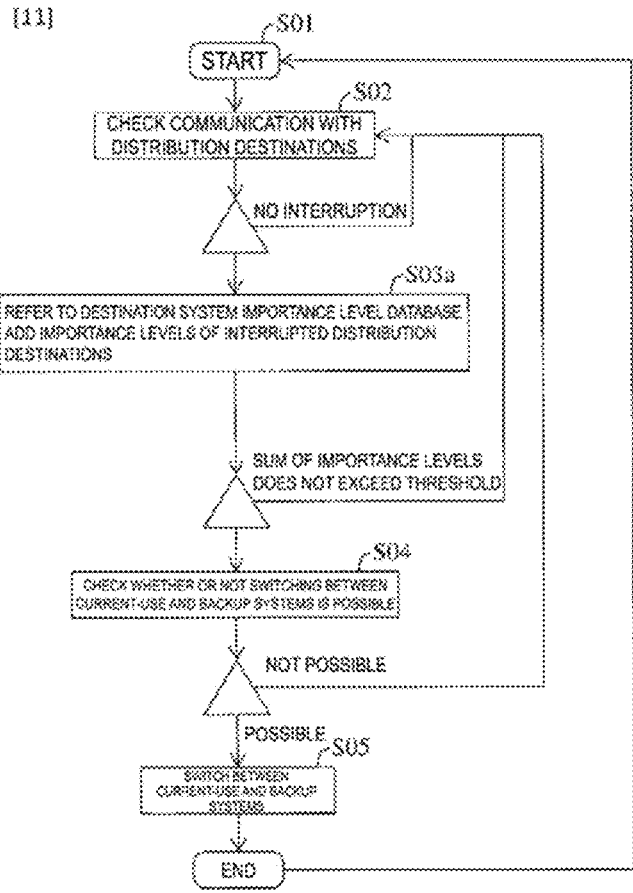 [11]
S01
START
S02
CHECK COMMUNICATION WITH
DISTRIBUTION DESTINATIONS
NO INTERRUPTION
S03a
REFER TO DESTINATION SYSTEM IMPORTANCE LEVEL DATABASE
ADD IMPORTANCE LEVELS OF INTERRUPTED DISTRIBUTION
DESTINATIONS
SUM OF IMPORTANCE LEVELS
DOES NOT EXCEED THRESHOLD
S04
CHECK WHETHER OR NOT SWITCHING BETWEEN
CURRENT-USE AND BACKUP SYSTEMS IS POSSIBLE
NOT POSSIBLE
POSSIBLE
S05
SWITCH BETWEEN
CURRENT-USE AND BACKUP
SYSTEMS
END